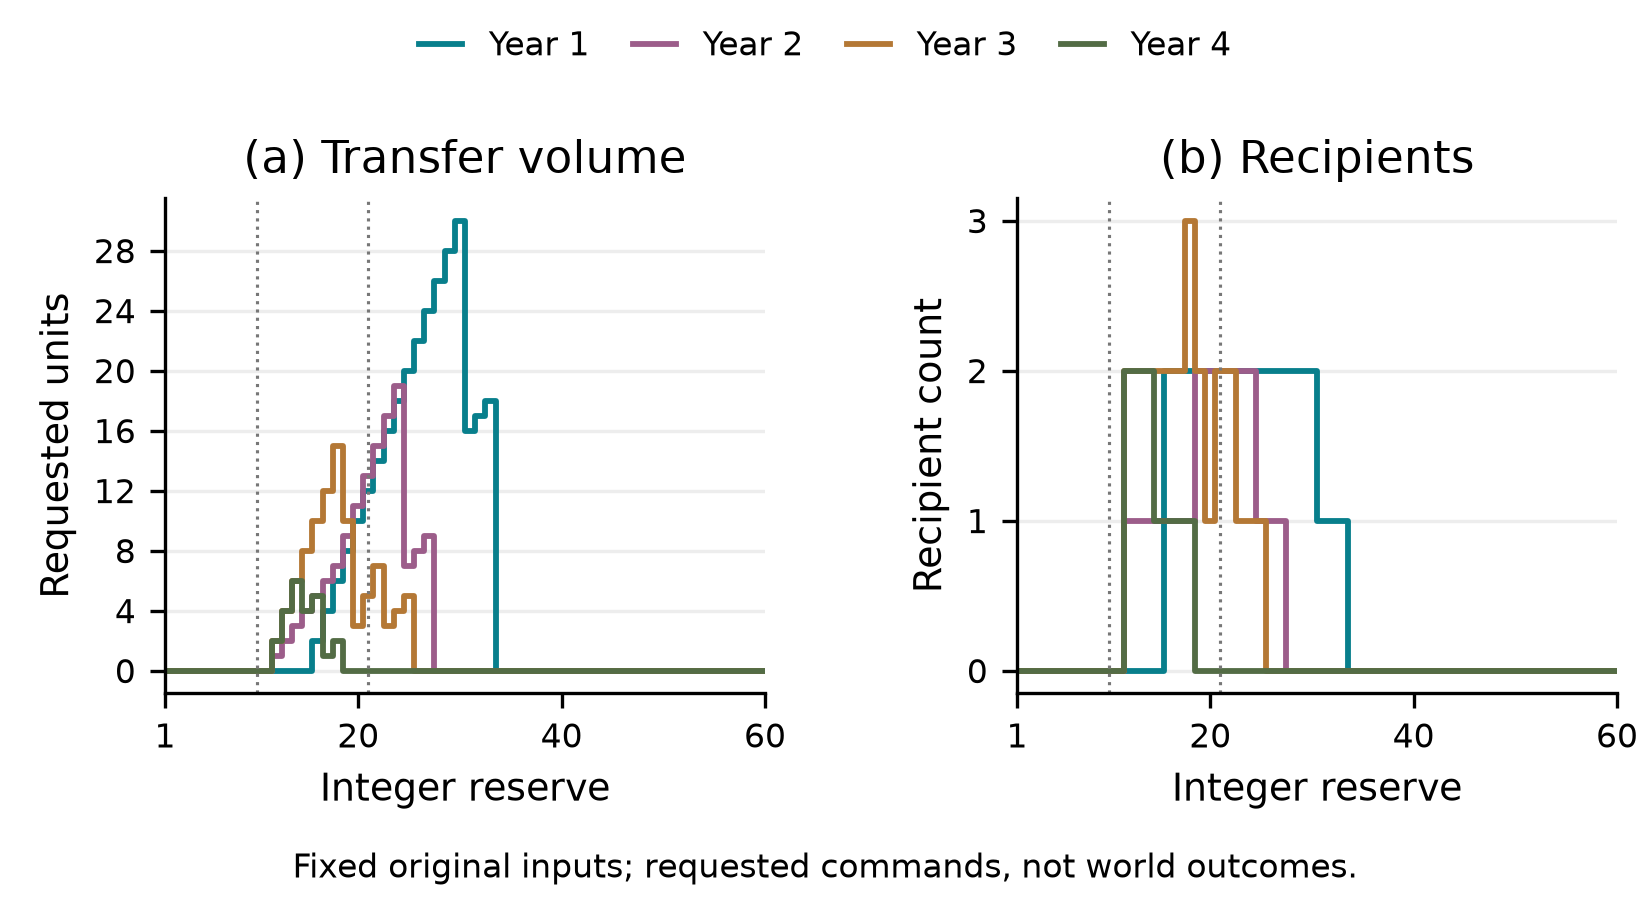 Year 1 Year 2 Year 3 Year 4
(a) Transfer volume
Requested units
28
24
20
16
12
8
4
0
1 20 40 60
Integer reserve
(b) Recipients
Recipient count
3
2
1
0
1 20 40 60
Integer reserve
Fixed original inputs; requested commands, not world outcomes.